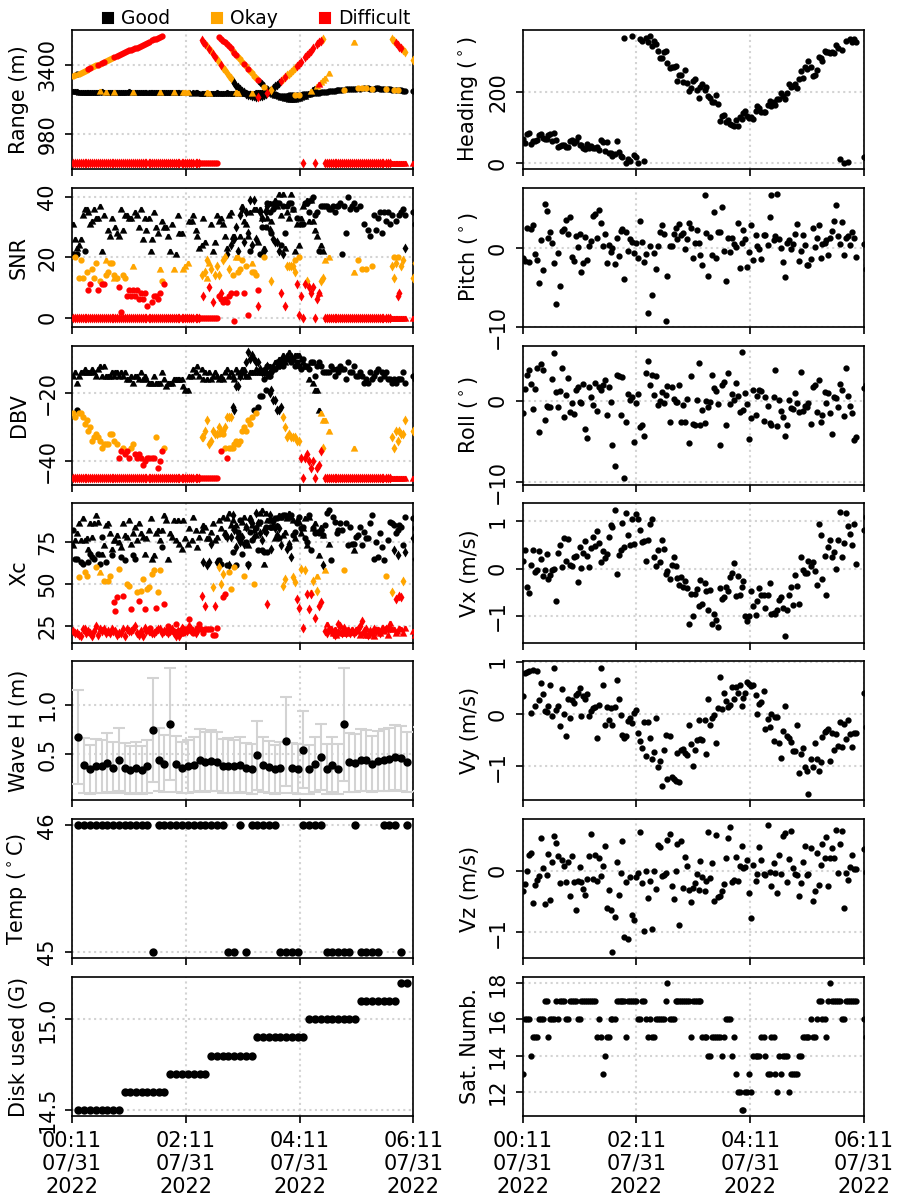 Good Okay Difficult
Range (m)
3400
980
Heading (°)
200
0
SNR
40
20
0
Pitch (°)
0
−10
DBV
−20
−40
Roll (°)
0
−10
Xc
75
50
25
Vx (m/s)
1
0
−1
Wave H (m)
1.0
0.5
Vy (m/s)
1
0
−1
Temp (°C)
46
45
Vz (m/s)
0
−1
Disk used (G)
15.0
14.5
Sat. Numb.
18
16
14
12
00:11 02:11 04:11 06:11
07/31 07/31 07/31 07/31
2022 2022 2022 2022
00:11 02:11 04:11 06:11
07/31 07/31 07/31 07/31
2022 2022 2022 2022